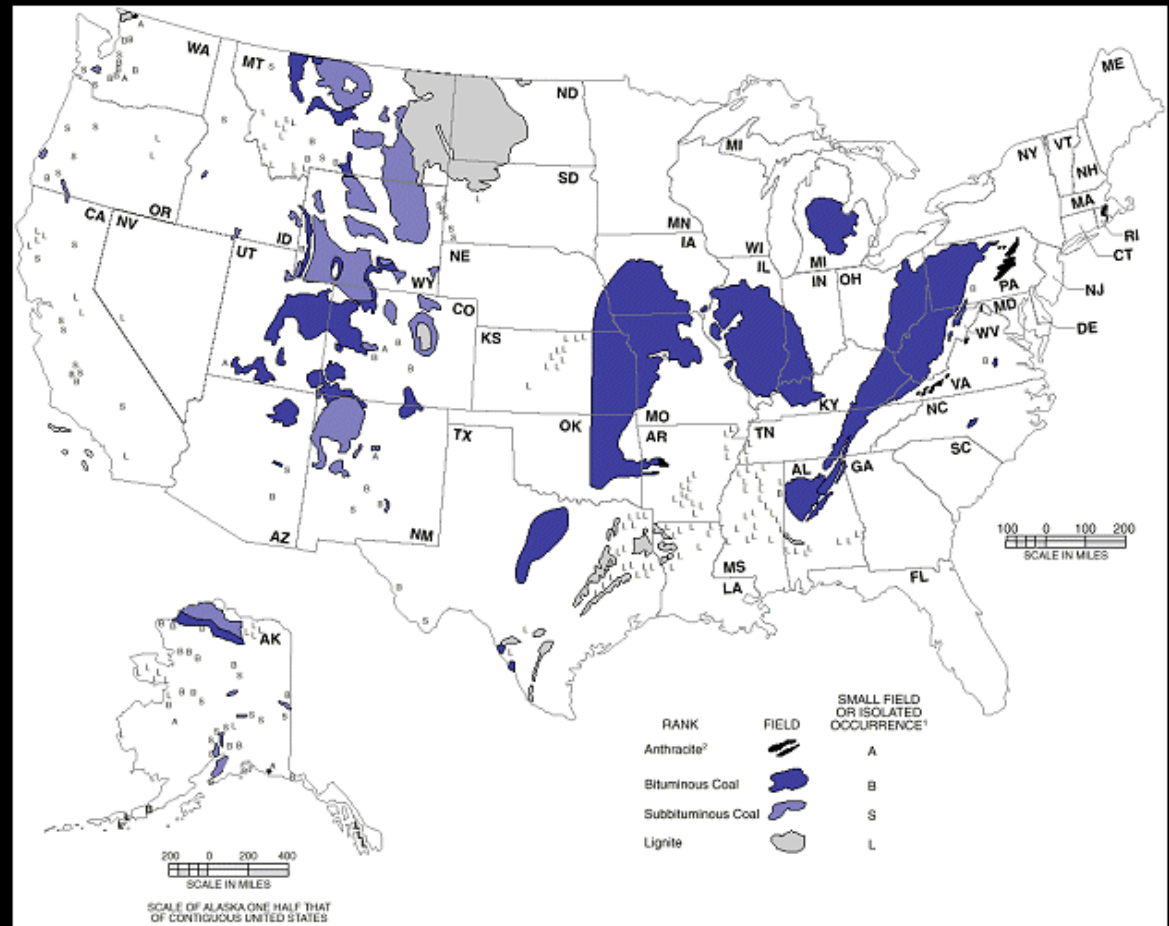 WA
MT
ND
ME
MI
VT
NY
NH
SD
MA
OR
ID
MN
WI
MI
RI
CT
CA
NV
UT
WY
NE
IA
IL
IN
OH
PA
NJ
MD
DE
CO
KS
WV
VA
MO
KY
NC
OK
TX
AR
TN
SC
AZ
NM
AL
GA
MS
LA
FL
100 0 100 200
SCALE IN MILES
AK
200 0 200 400
SCALE IN MILES
SCALE OF ALASKA ONE HALF THAT
OF CONTIGUOUS UNITED STATES
RANK FIELD SMALL FIELD
OR ISOLATED
OCCURRENCE¹
Anthracite² A
Bituminous Coal B
Subbituminous Coal S
Lignite L